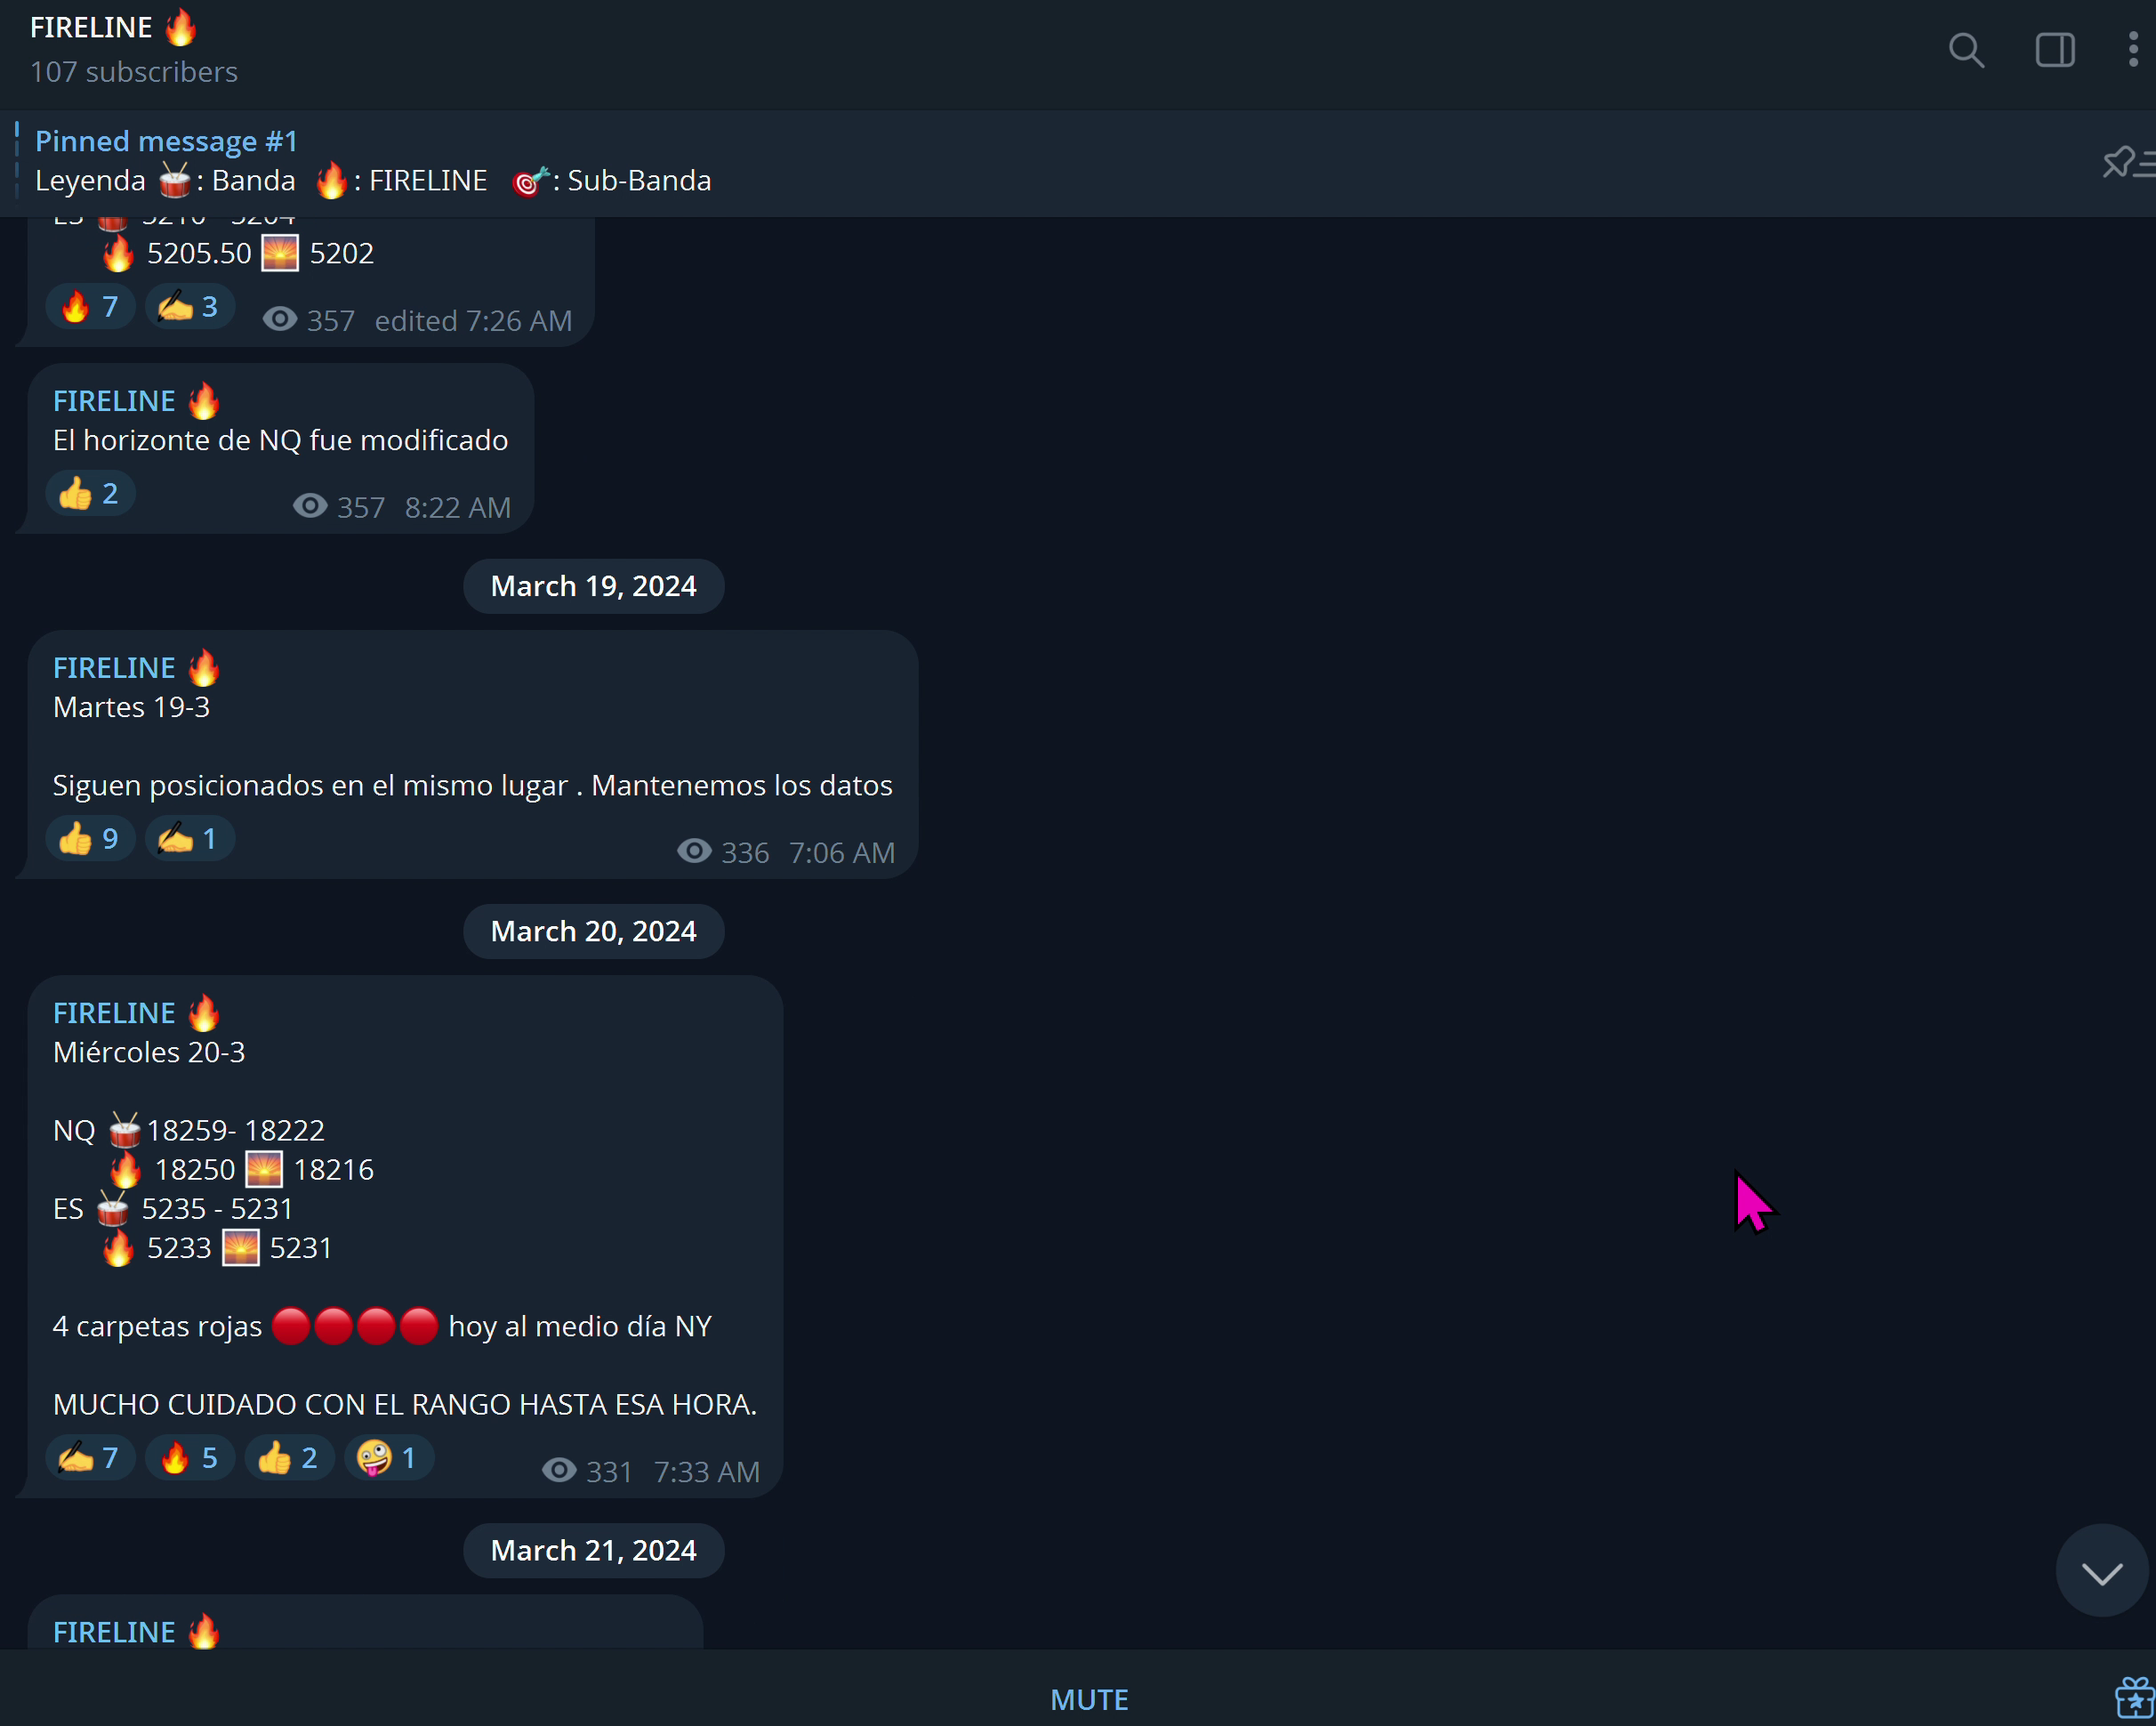 FIRELINE 🔥
107 subscribers
Pinned message #1
Leyenda 🥁: Banda 🔥: FIRELINE 🎯: Sub-Banda
ES 🥁 5210 - 5204
🔥 5205.50 🌅 5202
🔥 7 ✍️ 3 357 edited 7:26 AM
FIRELINE 🔥
El horizonte de NQ fue modificado
👍 2 357 8:22 AM
March 19, 2024
FIRELINE 🔥
Martes 19-3
Siguen posicionados en el mismo lugar . Mantenemos los datos
👍 9 ✍️ 1 336 7:06 AM
March 20, 2024
FIRELINE 🔥
Miércoles 20-3
NQ 🥁18259- 18222
🔥 18250 🌅 18216
ES 🥁 5235 - 5231
🔥 5233 🌅 5231
4 carpetas rojas 🔴🔴🔴🔴 hoy al medio día NY
MUCHO CUIDADO CON EL RANGO HASTA ESA HORA.
✍️ 7 🔥 5 👍 2 🤪 1 331 7:33 AM
March 21, 2024
FIRELINE 🔥
MUTE